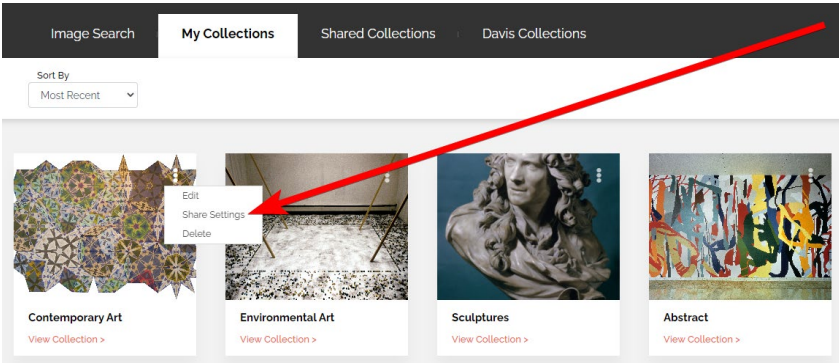 Image Search
My Collections
Shared Collections
Davis Collections
Sort By
Most Recent
Edit
Share Settings
Delete
Contemporary Art
View Collection >
Environmental Art
View Collection >
Sculptures
View Collection >
Abstract
View Collection >